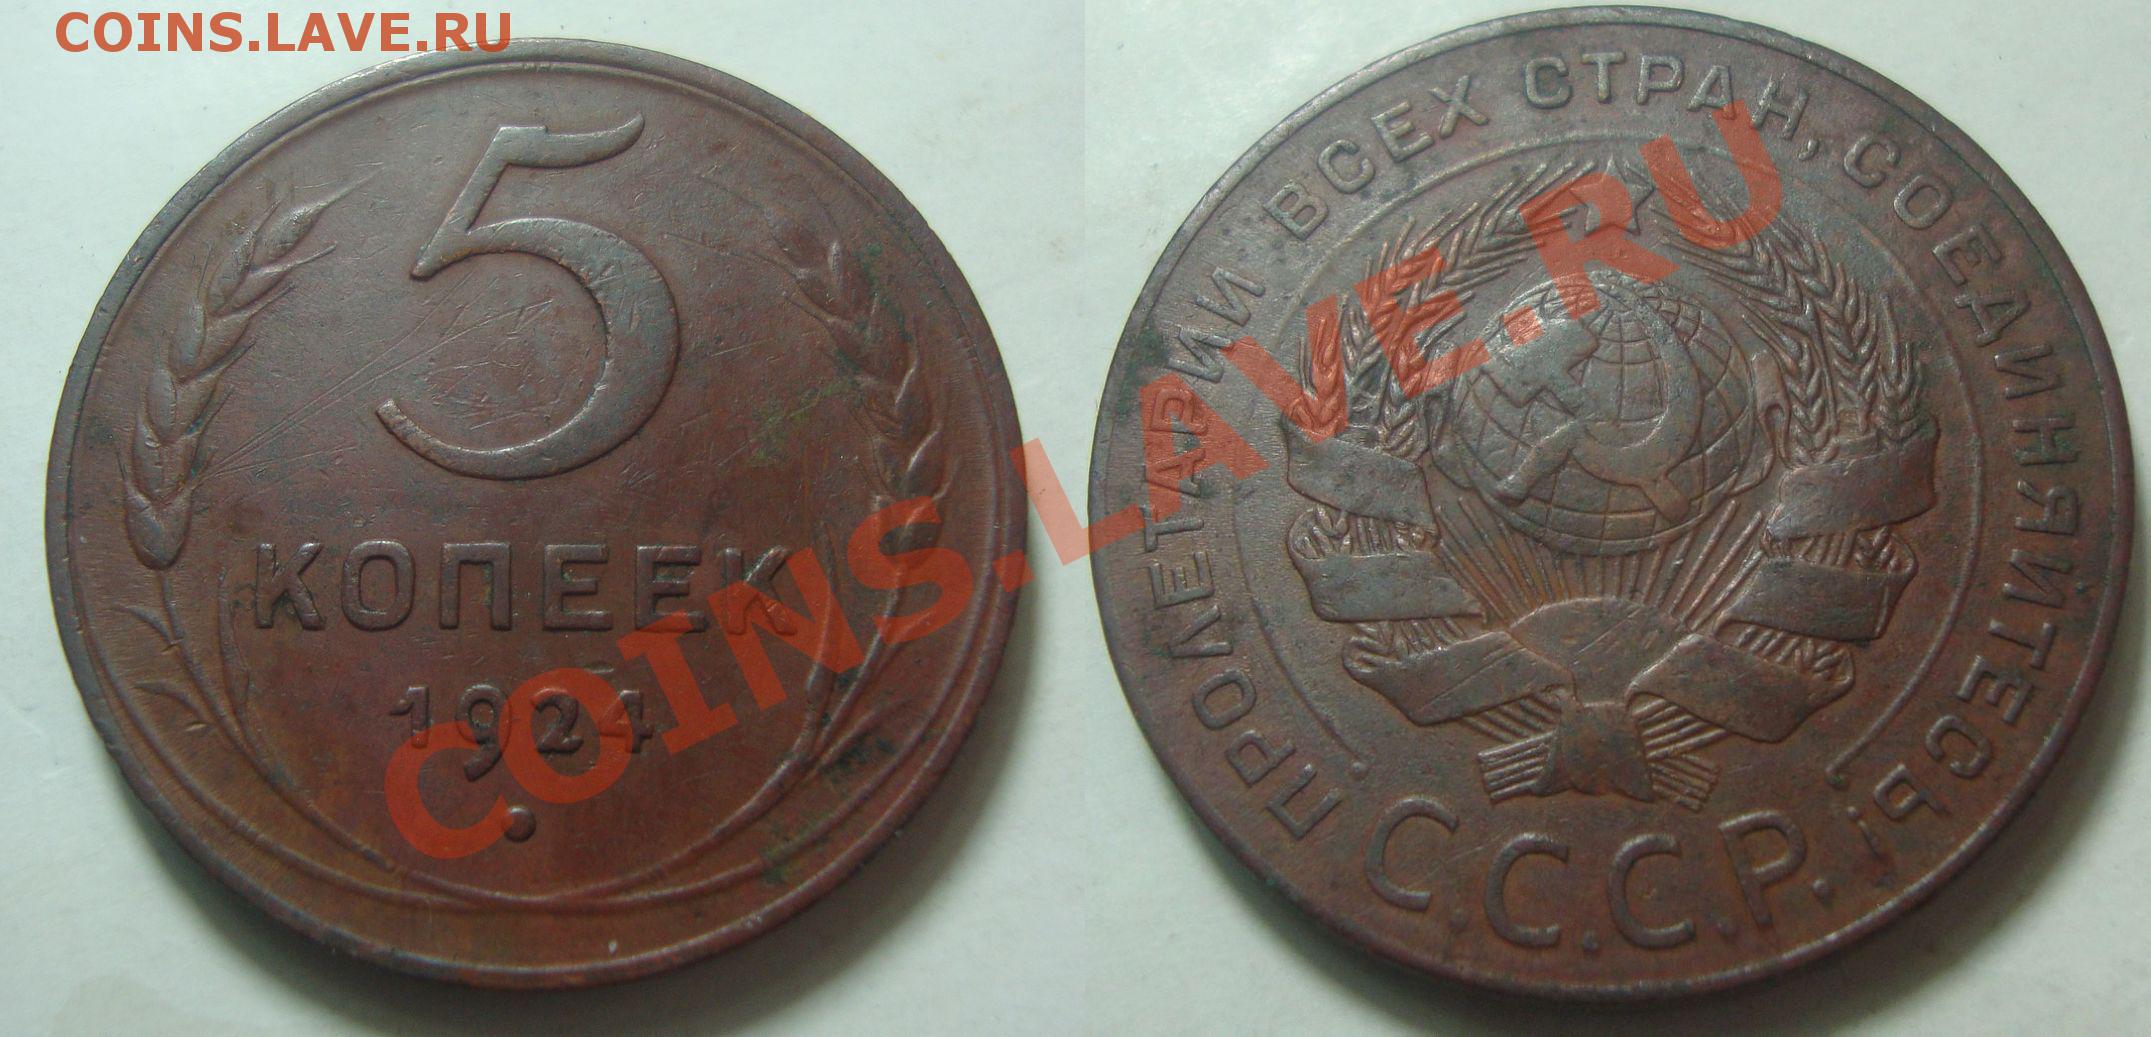 COINS.LAVE.RU
5
КОПЕЕК
1924
ПРОЛЕТАРИИ ВСЕХ СТРАН, СОЕДИНЯЙТЕСЬ!
С.С.С.Р.
COINS.LAVE.RU